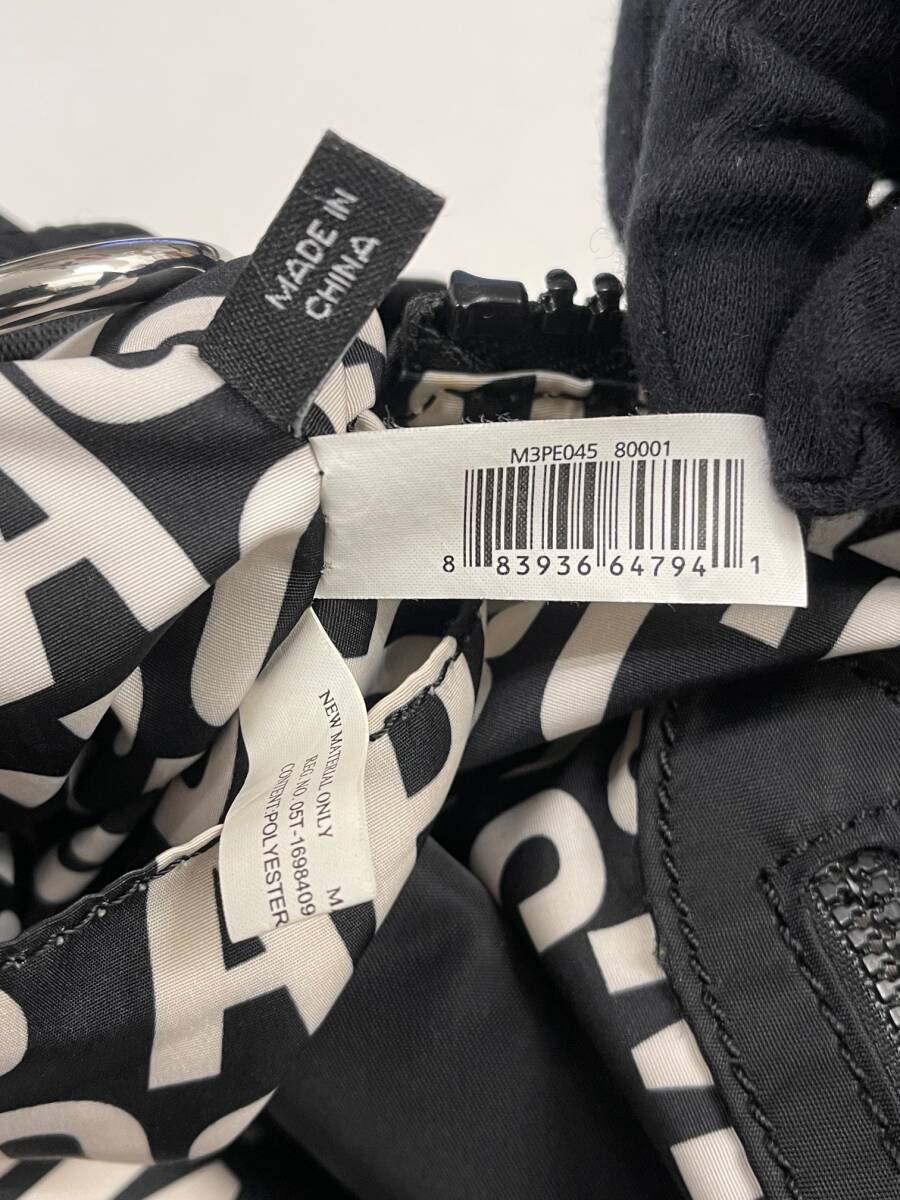 MADE IN
CHINA
M3PE045 80001
8 83936 64794 1
NEW MATERIAL ONLY
REG.NO.05T-1698409
CONTENT:POLYESTER
M